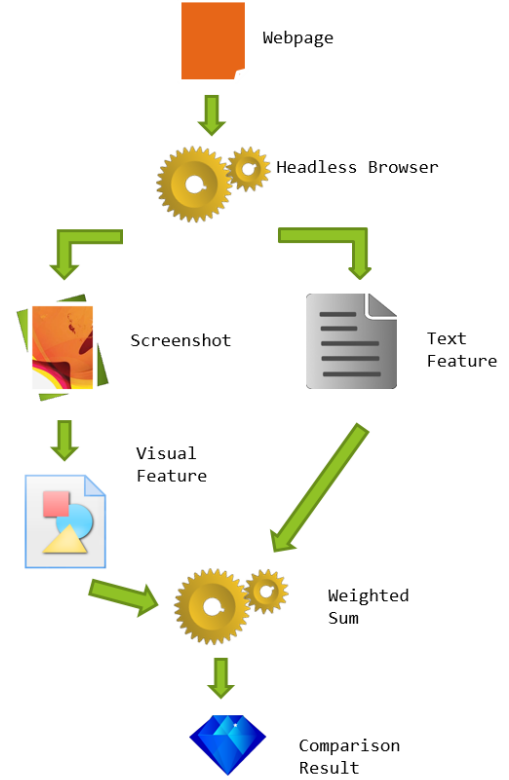 Webpage
Headless Browser
Screenshot
Text
Feature
Visual
Feature
Weighted
Sum
Comparison
Result